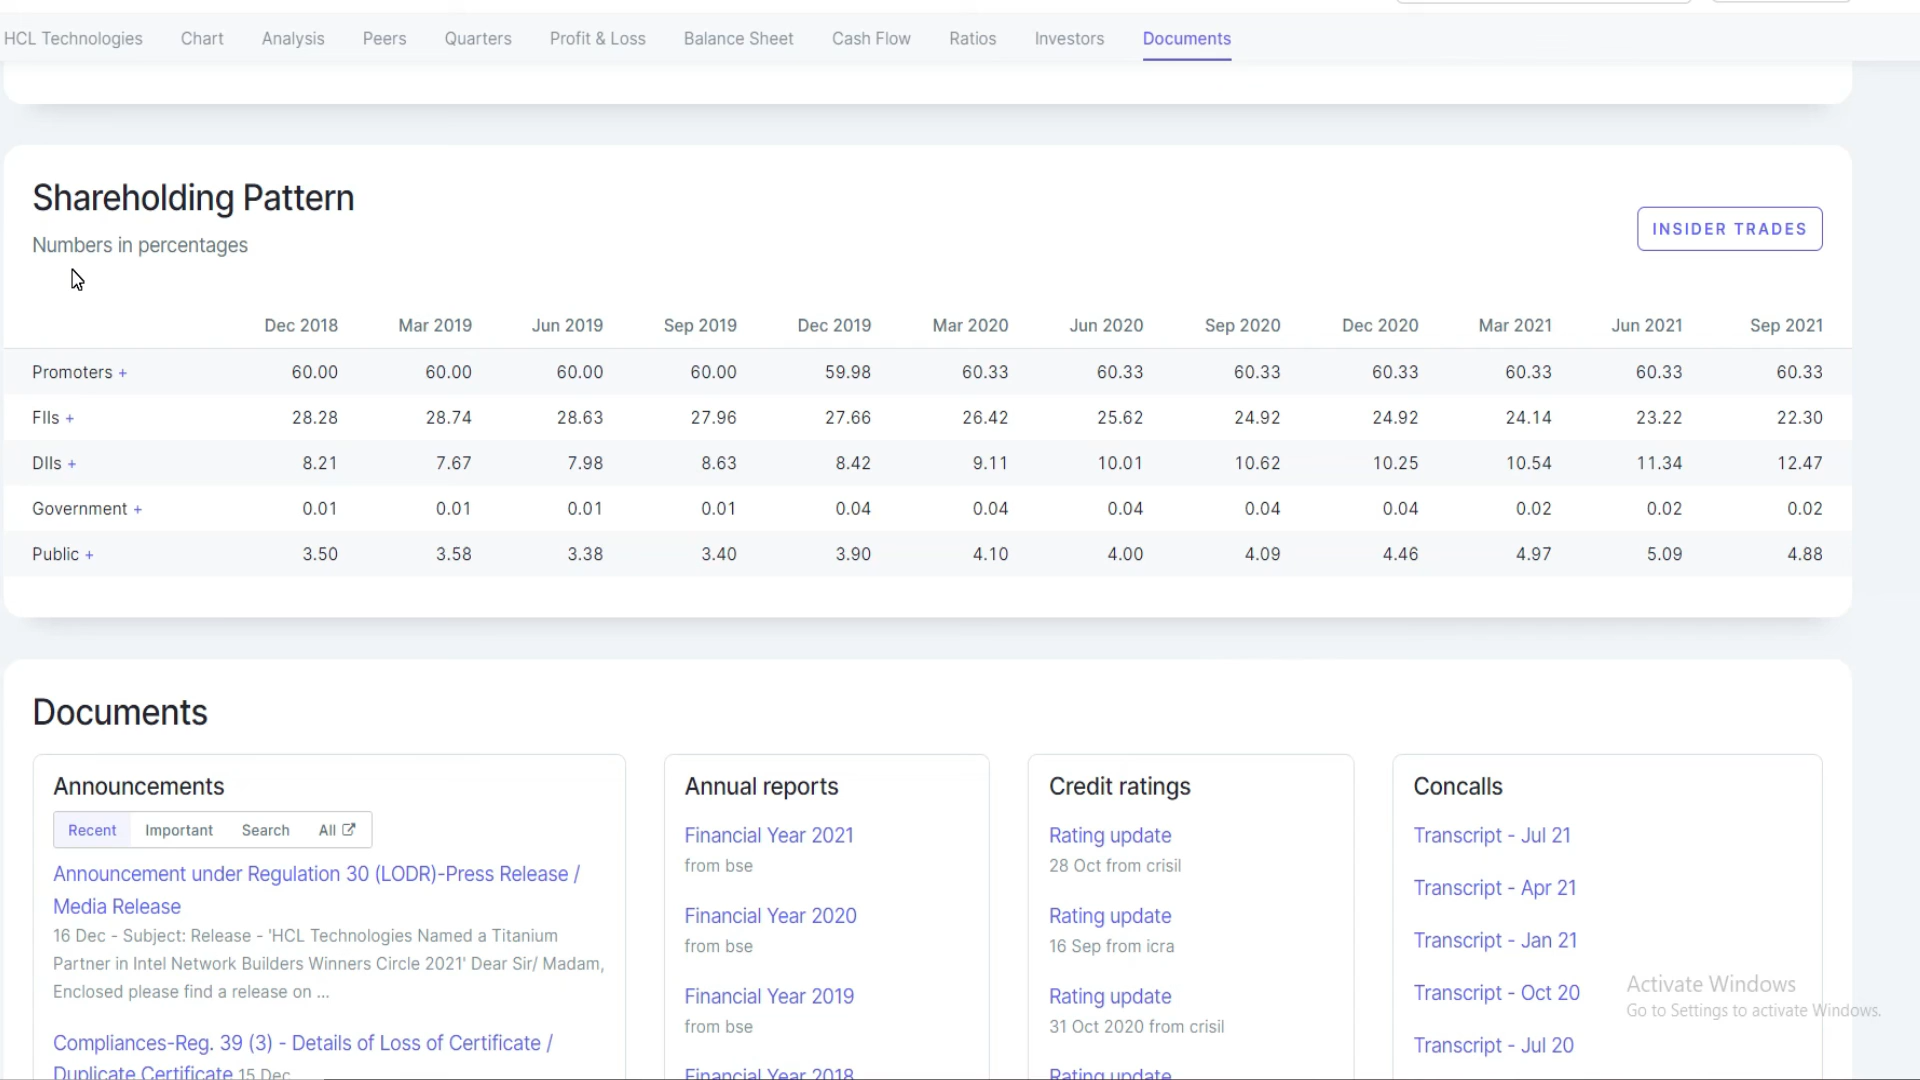 HCL Technologies Chart Analysis Peers Quarters Profit & Loss Balance Sheet Cash Flow Ratios Investors Documents
Shareholding Pattern
Numbers in percentages
INSIDER TRADES
Dec 2018 Mar 2019 Jun 2019 Sep 2019 Dec 2019 Mar 2020 Jun 2020 Sep 2020 Dec 2020 Mar 2021 Jun 2021 Sep 2021
Promoters + 60.00 60.00 60.00 60.00 59.98 60.33 60.33 60.33 60.33 60.33 60.33 60.33
FIIs + 28.28 28.74 28.63 27.96 27.66 26.42 25.62 24.92 24.92 24.14 23.22 22.30
DIIs + 8.21 7.67 7.98 8.63 8.42 9.11 10.01 10.62 10.25 10.54 11.34 12.47
Government + 0.01 0.01 0.01 0.01 0.04 0.04 0.04 0.04 0.04 0.02 0.02 0.02
Public + 3.50 3.58 3.38 3.40 3.90 4.10 4.00 4.09 4.46 4.97 5.09 4.88
Documents
Announcements
Recent Important Search All
Announcement under Regulation 30 (LODR)-Press Release /
Media Release
16 Dec - Subject: Release - 'HCL Technologies Named a Titanium
Partner in Intel Network Builders Winners Circle 2021' Dear Sir/ Madam,
Enclosed please find a release on ...
Compliances-Reg. 39 (3) - Details of Loss of Certificate /
Duplicate Certificate 15 Dec
Annual reports
Financial Year 2021
from bse
Financial Year 2020
from bse
Financial Year 2019
from bse
Financial Year 2018
Credit ratings
Rating update
28 Oct from crisil
Rating update
16 Sep from icra
Rating update
31 Oct 2020 from crisil
Rating update
Concalls
Transcript - Jul 21
Transcript - Apr 21
Transcript - Jan 21
Transcript - Oct 20
Transcript - Jul 20
Activate Windows
Go to Settings to activate Windows.